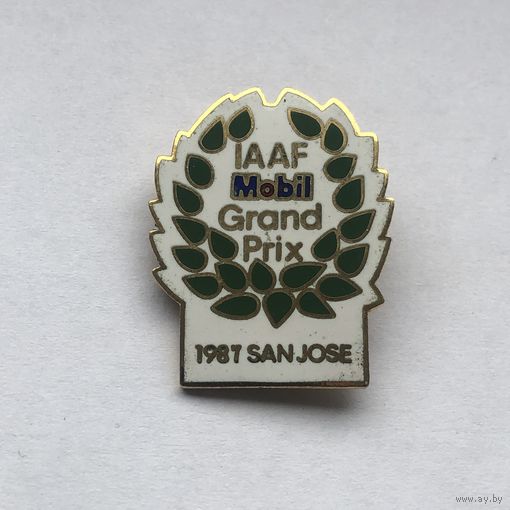 IAAF
Mobil
Grand
Prix
1987 SAN JOSE
www.ay.by